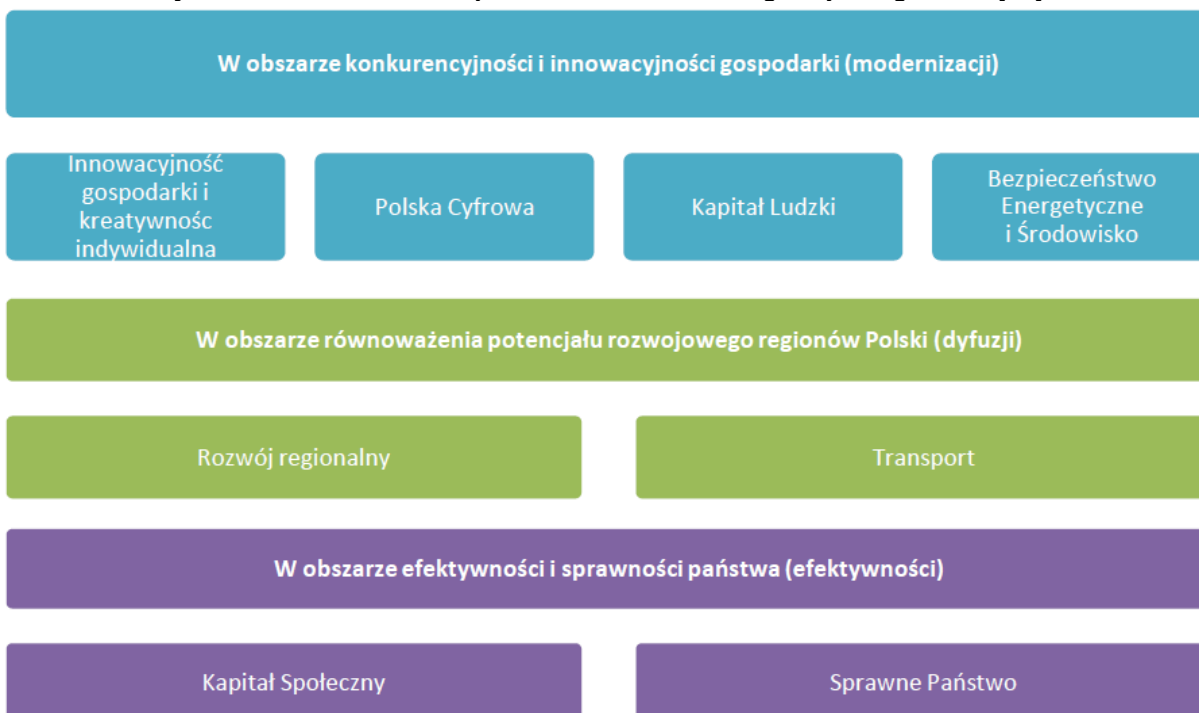 W obszarze konkurencyjności i innowacyjności gospodarki (modernizacji)
Innowacyjność
gospodarki i
kreatywnośc
indywidualna
Polska Cyfrowa
Kapitał Ludzki
Bezpieczeństwo
Energetyczne
i Środowisko
W obszarze równoważenia potencjału rozwojowego regionów Polski (dyfuzji)
Rozwój regionalny
Transport
W obszarze efektywności i sprawności państwa (efektywności)
Kapitał Społeczny
Sprawne Państwo